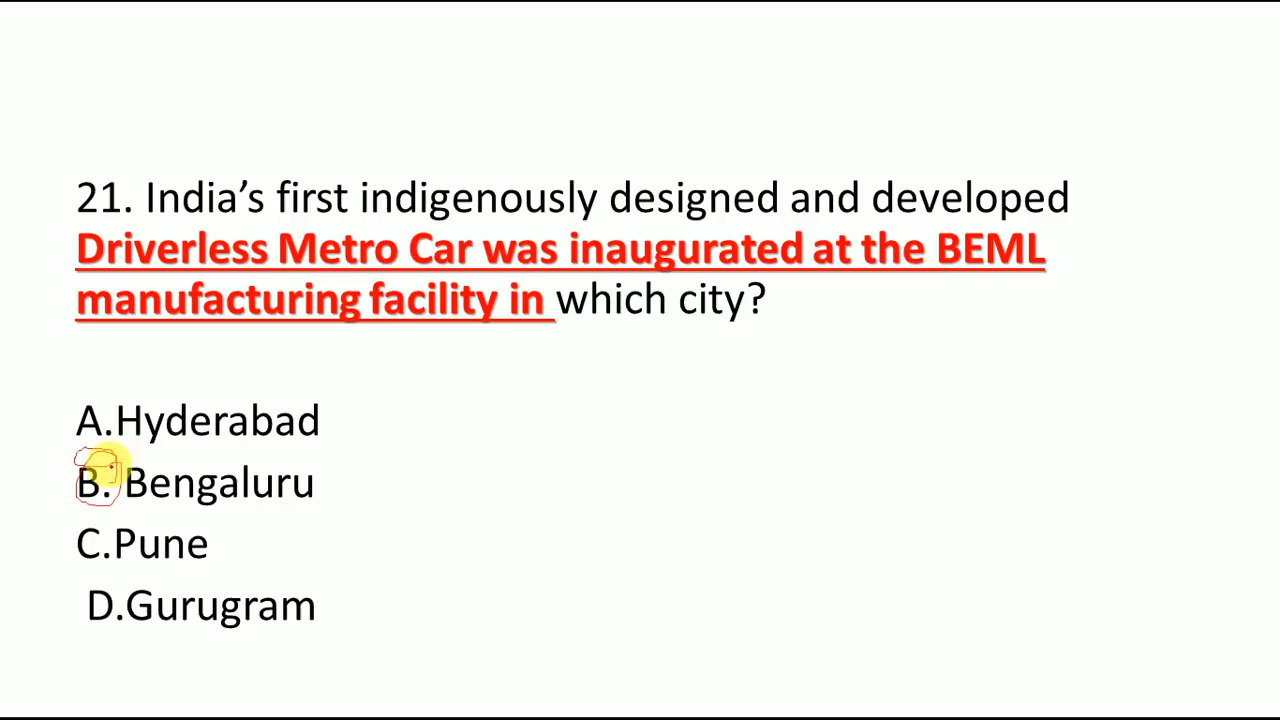 21. India’s first indigenously designed and developed
Driverless Metro Car was inaugurated at the BEML
manufacturing facility in which city?
A.Hyderabad
B. Bengaluru
C.Pune
D.Gurugram